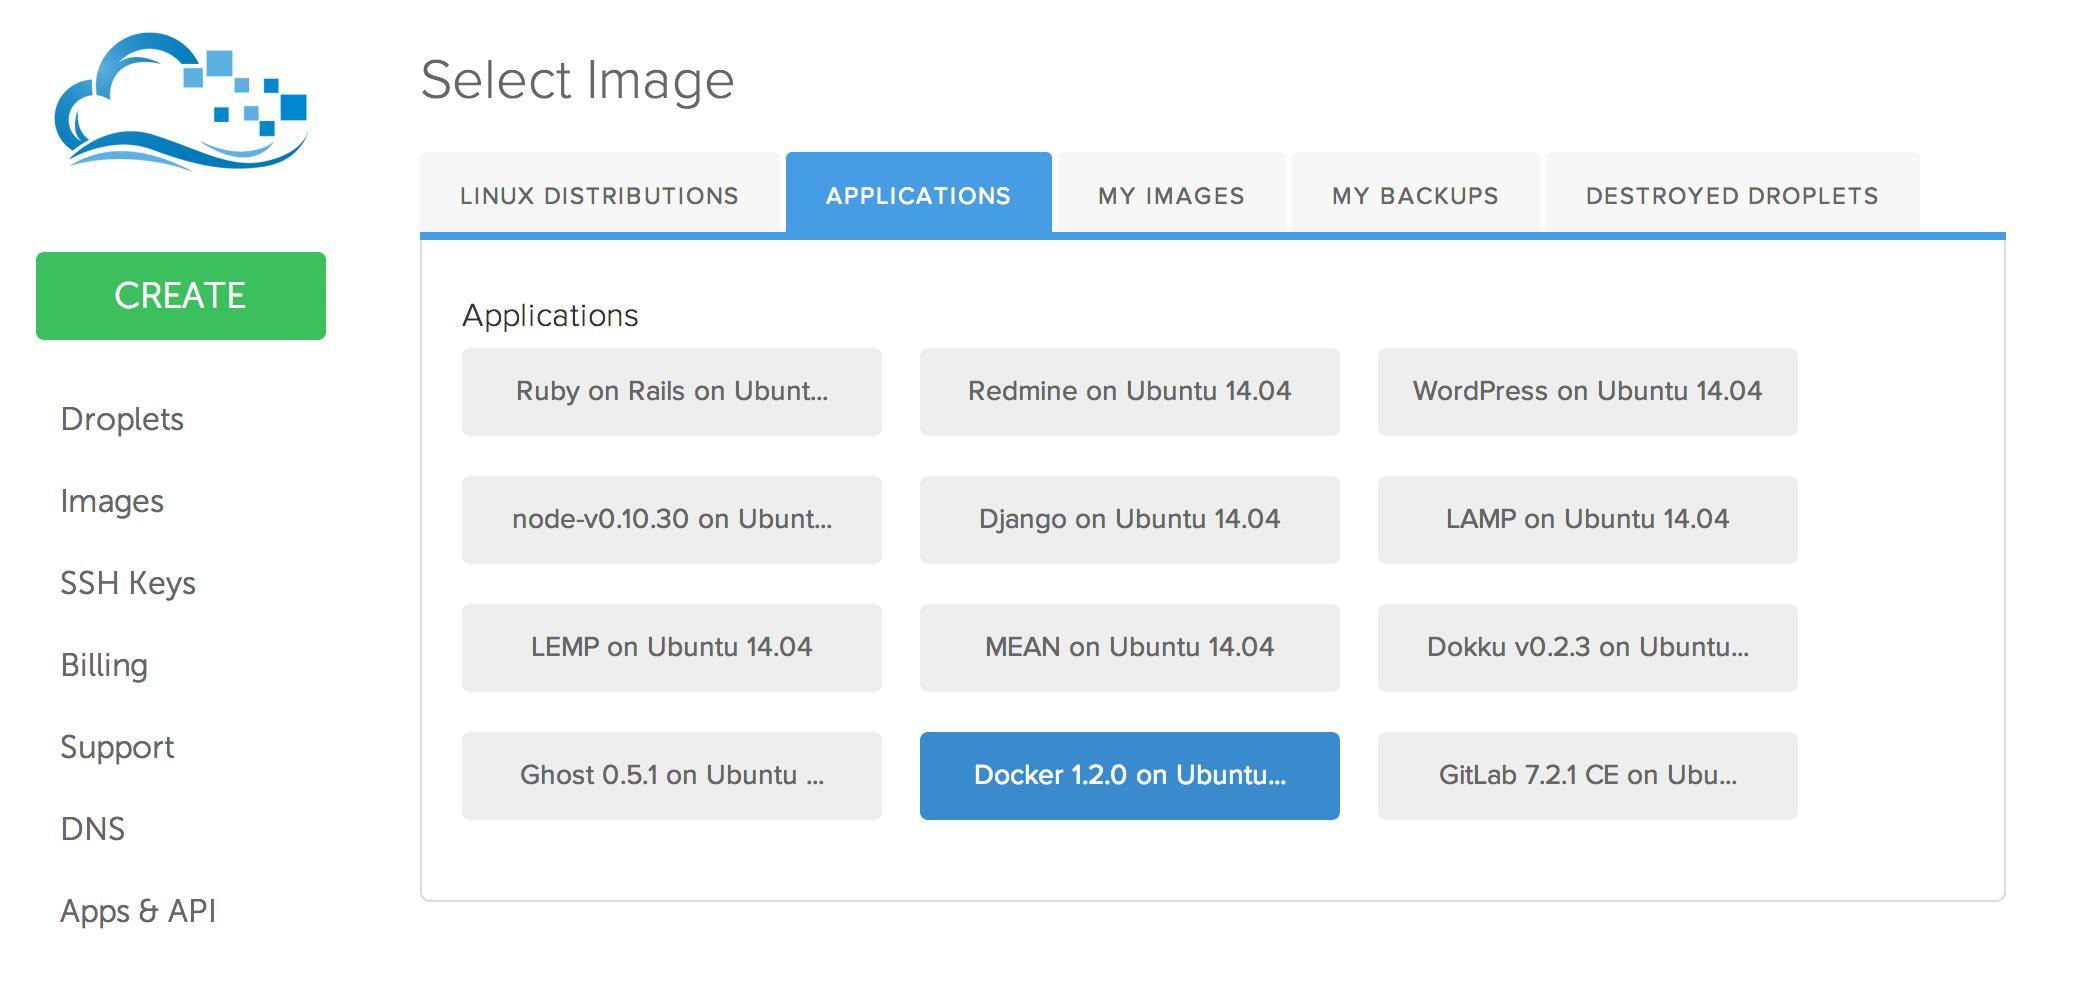 Select Image
LINUX DISTRIBUTIONS
APPLICATIONS
MY IMAGES
MY BACKUPS
DESTROYED DROPLETS
CREATE
Droplets
Images
SSH Keys
Billing
Support
DNS
Apps & API
Applications
Ruby on Rails on Ubunt...
Redmine on Ubuntu 14.04
WordPress on Ubuntu 14.04
node-v0.10.30 on Ubunt...
Django on Ubuntu 14.04
LAMP on Ubuntu 14.04
LEMP on Ubuntu 14.04
MEAN on Ubuntu 14.04
Dokku v0.2.3 on Ubuntu...
Ghost 0.5.1 on Ubuntu ...
Docker 1.2.0 on Ubuntu...
GitLab 7.2.1 CE on Ubu...